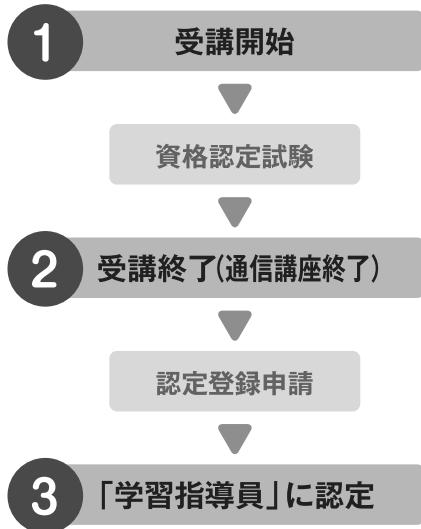 1 受講開始
資格認定試験
2 受講終了(通信講座終了)
認定登録申請
3 「学習指導員」に認定